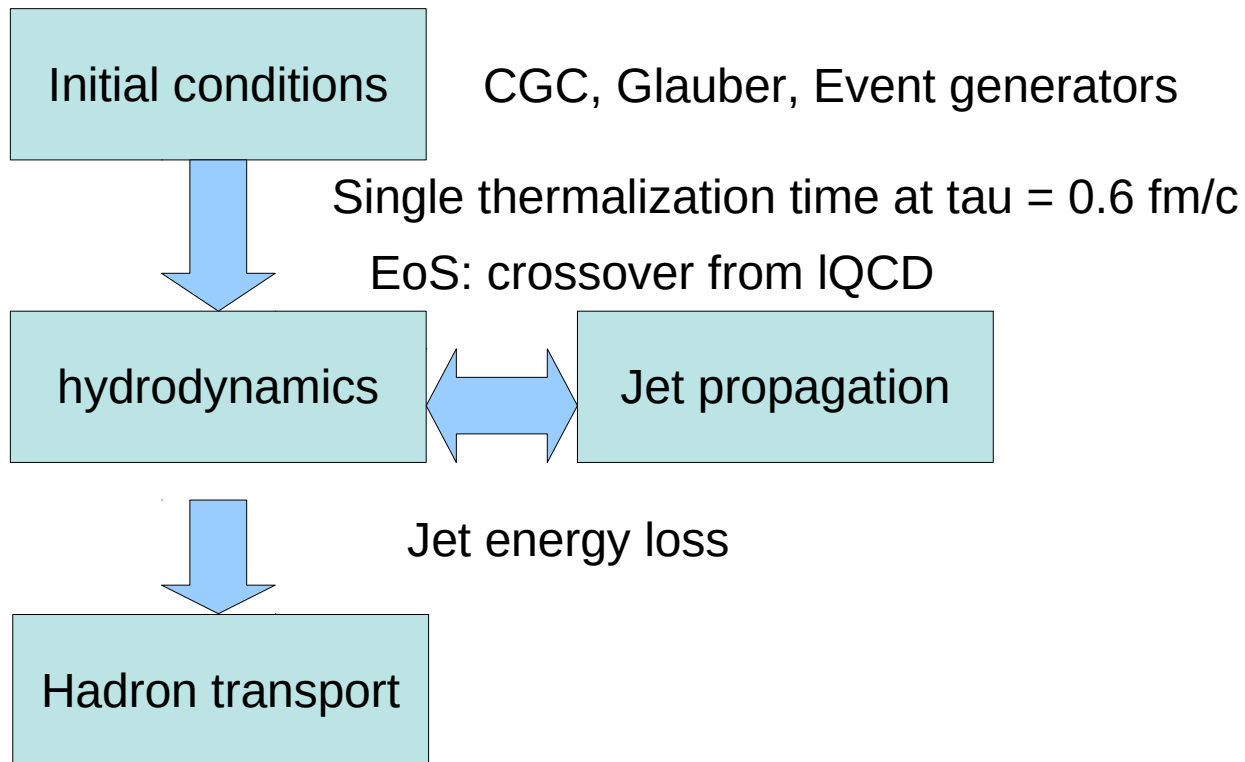 Initial conditions
CGC, Glauber, Event generators
Single thermalization time at tau = 0.6 fm/c
EoS: crossover from lQCD
hydrodynamics
Jet propagation
Jet energy loss
Hadron transport